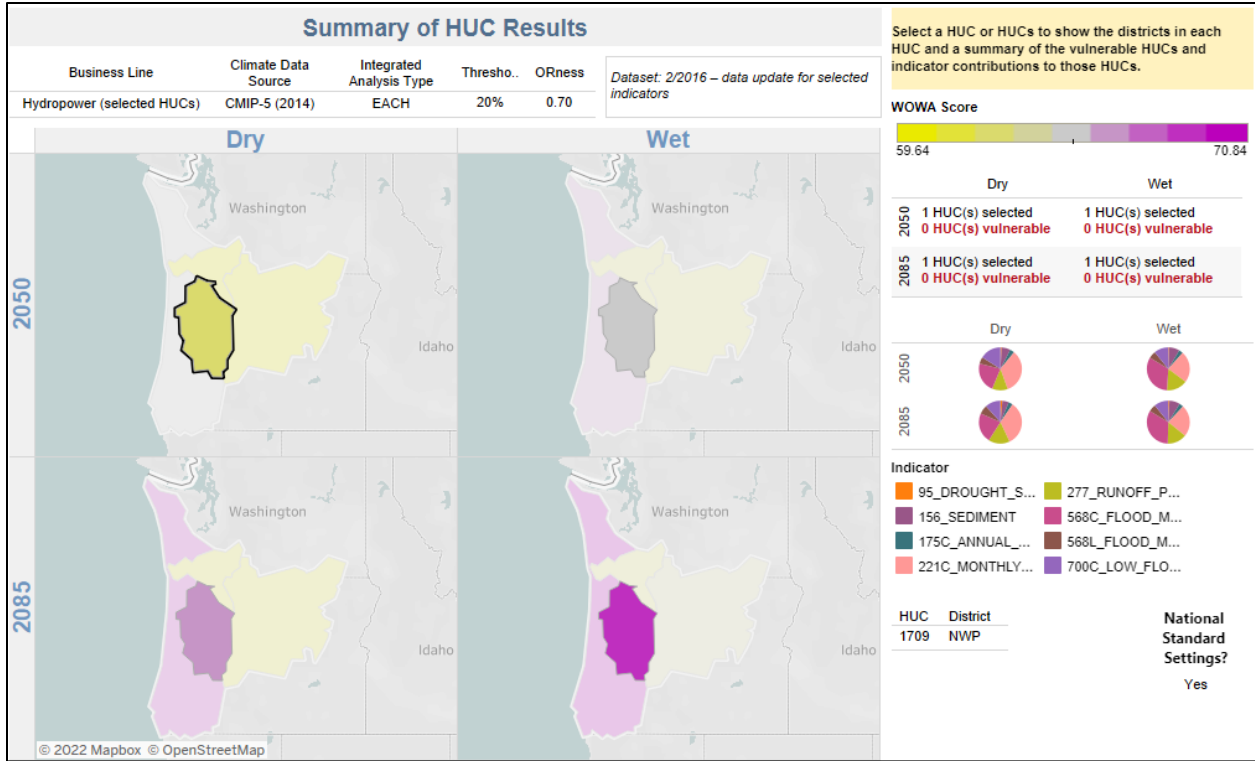 Summary of HUC Results
Business Line
Climate Data
Source
Integrated
Analysis Type
Thresho..
ORness
Hydropower (selected HUCs)
CMIP-5 (2014)
EACH
20%
0.70
Dataset: 2/2016 – data update for selected
indicators
Dry
Wet
2050
Washington
Idaho
Washington
Idaho
2085
Washington
Idaho
Washington
Idaho
© 2022 Mapbox © OpenStreetMap
Select a HUC or HUCs to show the districts in each
HUC and a summary of the vulnerable HUCs and
indicator contributions to those HUCs.
WOWA Score
59.64
70.84
Dry
Wet
2050
1 HUC(s) selected
1 HUC(s) selected
0 HUC(s) vulnerable
0 HUC(s) vulnerable
2085
1 HUC(s) selected
1 HUC(s) selected
0 HUC(s) vulnerable
0 HUC(s) vulnerable
Dry
Wet
2050
2085
Indicator
95_DROUGHT_S...
277_RUNOFF_P...
156_SEDIMENT
568C_FLOOD_M...
175C_ANNUAL_...
568L_FLOOD_M...
221C_MONTHLY...
700C_LOW_FLO...
HUC
District
1709
NWP
National
Standard
Settings?
Yes